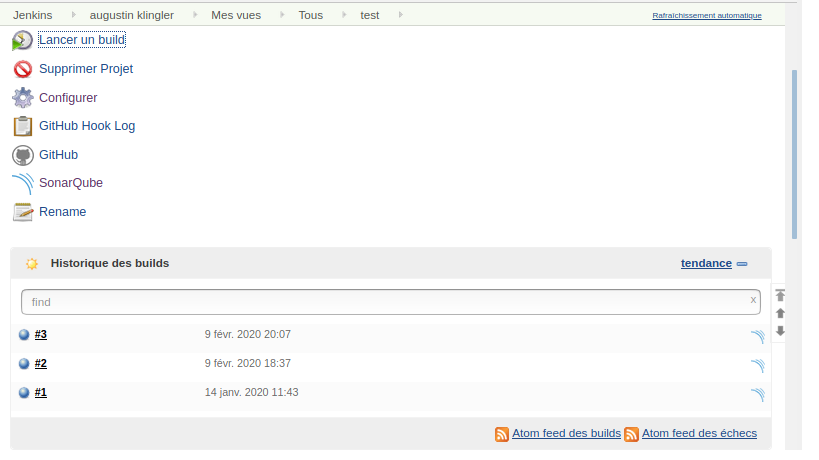 Jenkins augustin klingler Mes vues Tous test Rafraîchissement automatique
Lancer un build
Supprimer Projet
Configurer
GitHub Hook Log
GitHub
SonarQube
Rename
Historique des builds tendance
find x
#3 9 févr. 2020 20:07
#2 9 févr. 2020 18:37
#1 14 janv. 2020 11:43
Atom feed des builds Atom feed des échecs